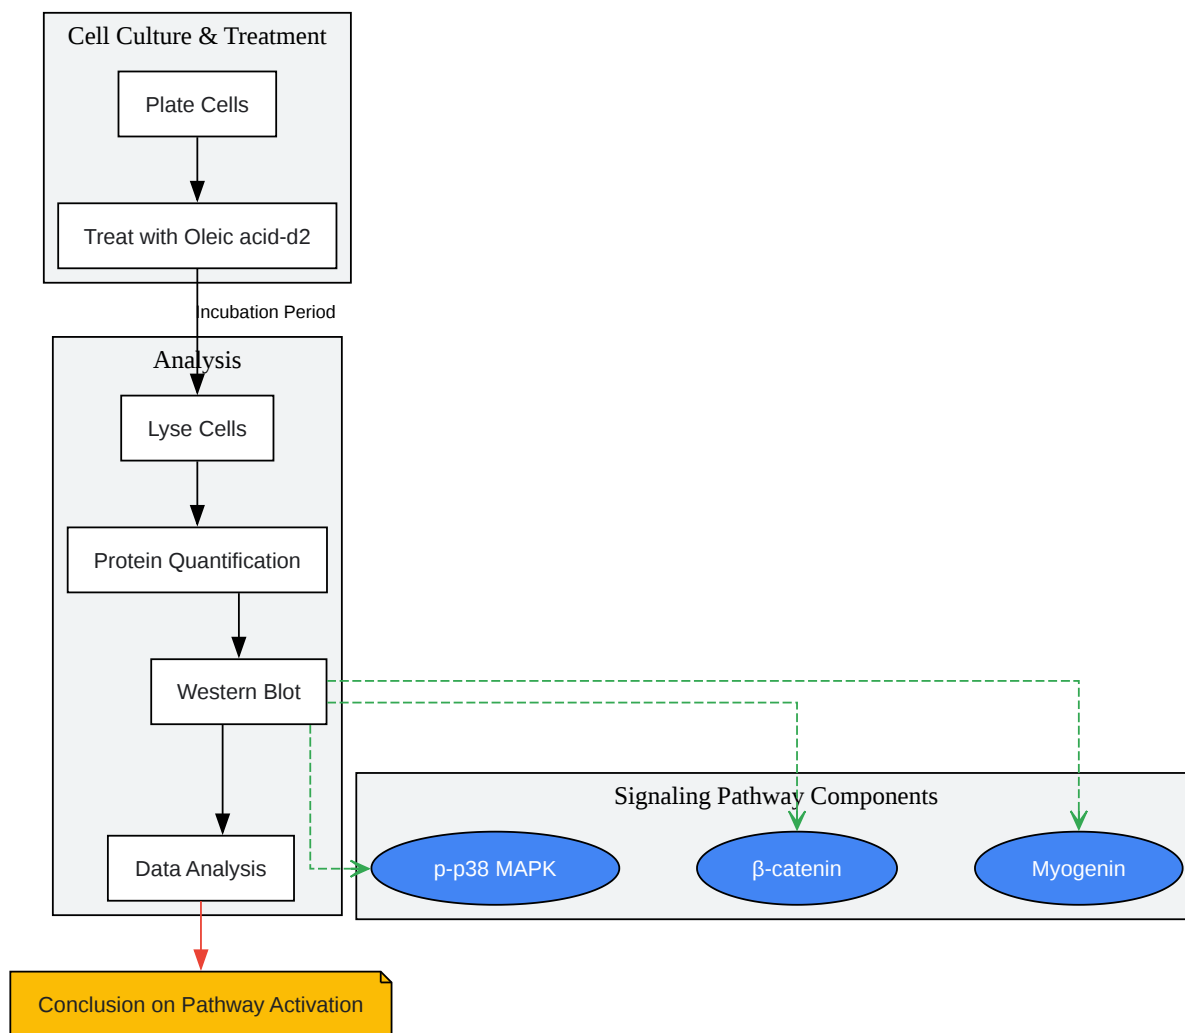 Cell Culture & Treatment
Plate Cells
Treat with Oleic acid-d2
Incubation Period
Analysis
Lyse Cells
Protein Quantification
Western Blot
Signaling Pathway Components
Data Analysis
p-p38 MAPK
β-catenin
Myogenin
Conclusion on Pathway Activation